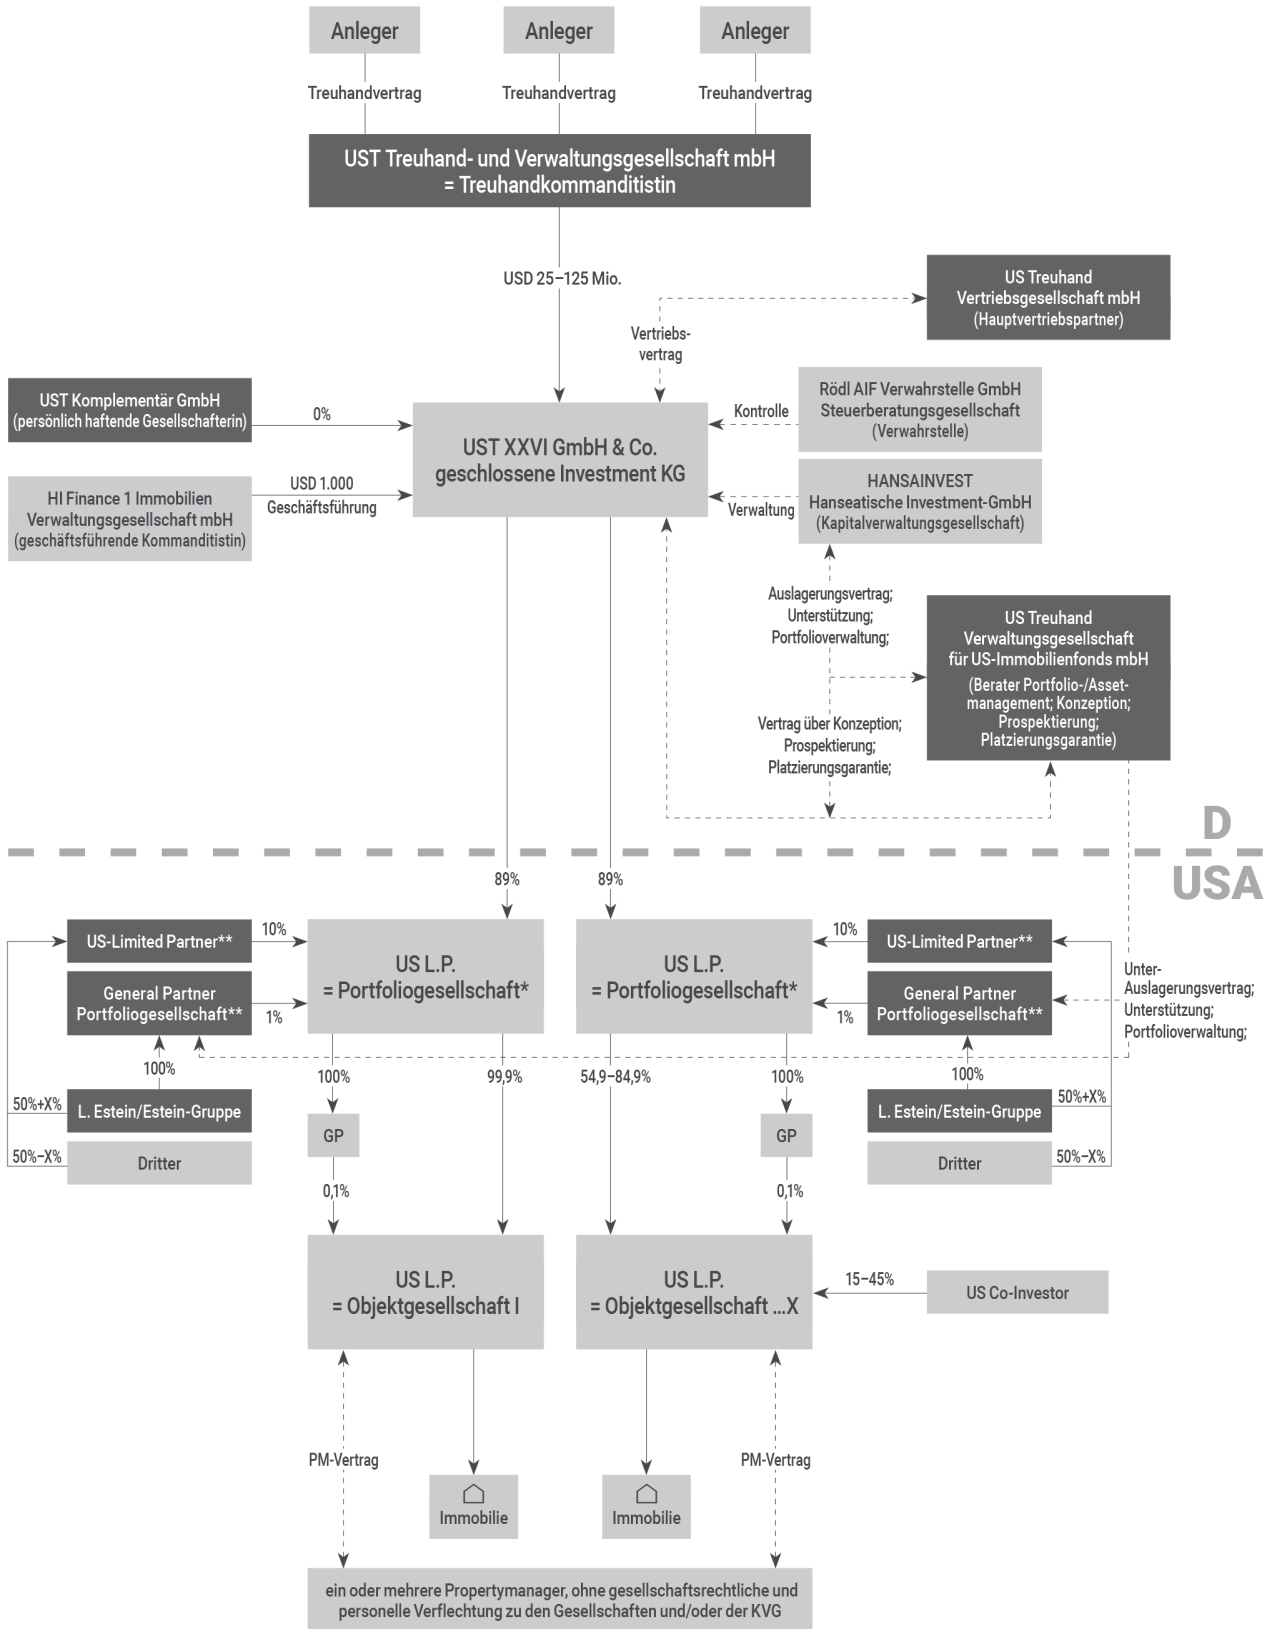 Anleger
Anleger
Anleger
Treuhandvertrag
Treuhandvertrag
Treuhandvertrag
UST Treuhand- und Verwaltungsgesellschaft mbH
= Treuhandkommanditistin
USD 25–125 Mio.
US Treuhand
Vertriebsgesellschaft mbH
(Hauptvertriebspartner)
Vertriebs-
vertrag
UST Komplementär GmbH
(persönlich haftende Gesellschafterin)
0%
UST XXVI GmbH & Co.
geschlossene Investment KG
Kontrolle
Rödl AIF Verwahrstelle GmbH
Steuerberatungsgesellschaft
(Verwahrstelle)
HI Finance 1 Immobilien
Verwaltungsgesellschaft mbH
(geschäftsführende Kommanditistin)
USD 1.000
Geschäftsführung
Verwaltung
HANSAINVEST
Hanseatische Investment-GmbH
(Kapitalverwaltungsgesellschaft)
Auslagerungsvertrag;
Unterstützung;
Portfolioverwaltung;
US Treuhand
Verwaltungsgesellschaft
für US-Immobilienfonds mbH
(Berater Portfolio-/Asset-
management; Konzeption;
Prospektierung;
Platzierungsgarantie)
Vertrag über Konzeption;
Prospektierung;
Platzierungsgarantie;
D
USA
89%
89%
US-Limited Partner**
10%
US L.P.
= Portfoliogesellschaft*
US L.P.
= Portfoliogesellschaft*
10%
US-Limited Partner**
General Partner
Portfoliogesellschaft**
1%
1%
General Partner
Portfoliogesellschaft**
Unter-
Auslagerungsvertrag;
Unterstützung;
Portfolioverwaltung;
100%
100%
99,9%
54,9–84,9%
100%
100%
50%+X%
L. Estein/Estein-Gruppe
GP
GP
L. Estein/Estein-Gruppe
50%+X%
50%–X%
Dritter
Dritter
50%–X%
0,1%
0,1%
US L.P.
= Objektgesellschaft I
US L.P.
= Objektgesellschaft ...X
15–45%
US Co-Investor
PM-Vertrag
PM-Vertrag
Immobilie
Immobilie
ein oder mehrere Propertymanager, ohne gesellschaftsrechtliche und
personelle Verflechtung zu den Gesellschaften und/oder der KVG